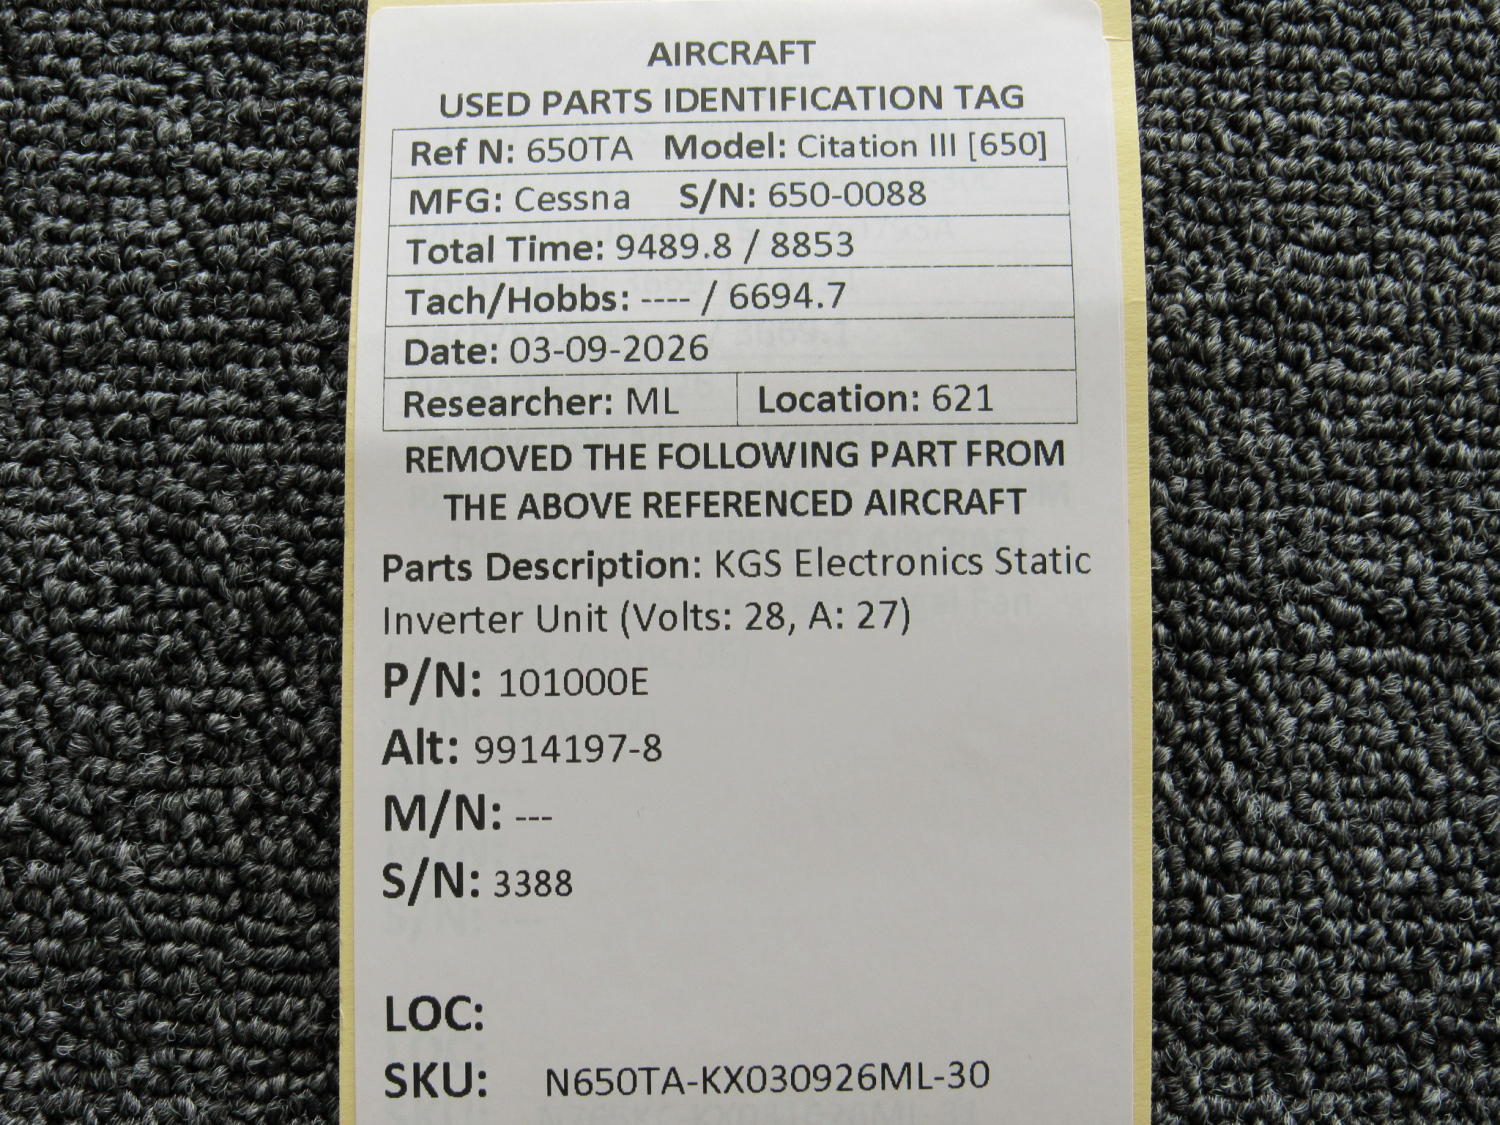 AIRCRAFT
USED PARTS IDENTIFICATION TAG
Ref N: 650TA Model: Citation III [650]
MFG: Cessna S/N: 650-0088
Total Time: 9489.8 / 8853
Tach/Hobbs: ---- / 6694.7
Date: 03-09-2026
Researcher: ML Location: 621
REMOVED THE FOLLOWING PART FROM
THE ABOVE REFERENCED AIRCRAFT
Parts Description: KGS Electronics Static
Inverter Unit (Volts: 28, A: 27)
P/N: 101000E
Alt: 9914197-8
M/N: ---
S/N: 3388
LOC:
SKU: N650TA-KX030926ML-30